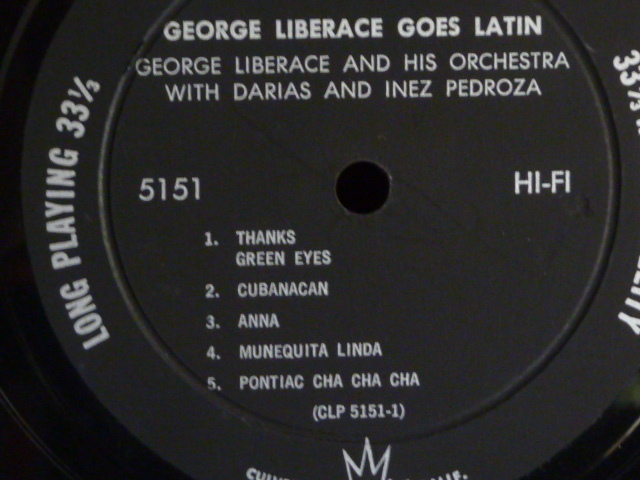 GEORGE LIBERACE GOES LATIN
GEORGE LIBERACE AND HIS ORCHESTRA
WITH DARIAS AND INEZ PEDROZA
LONG PLAYING 33⅓
5151
HI-FI
33⅓
1. THANKS
GREEN EYES
2. CUBANACAN
3. ANNA
4. MUNEQUITA LINDA
5. PONTIAC CHA CHA CHA
(CLP 5151-1)